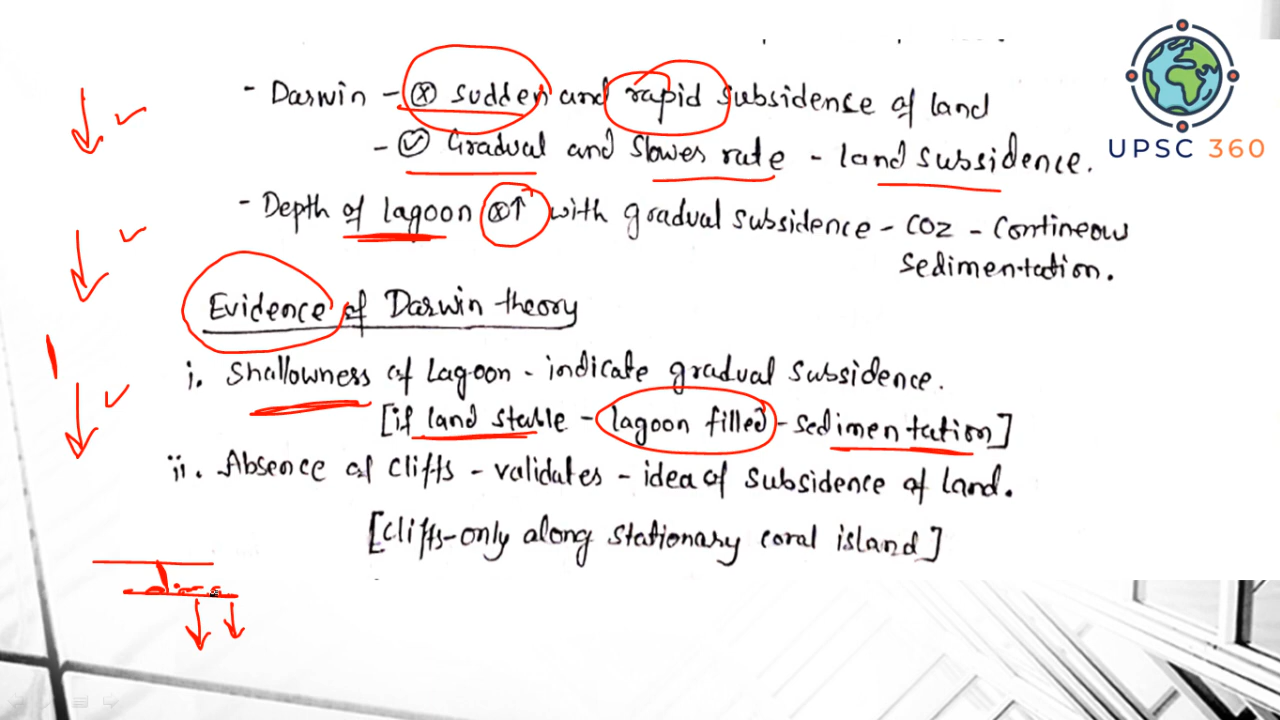 UPSC 360
- Darwin - ⓧ sudden and rapid subsidense of land
- ✓ Gradual and slower rate - land subsidence.
- Depth of lagoon ⓧ↑ with gradual subsidence - COZ - Contineous
sedimentation.
Evidence of Darwin theory
i. Shallowness of Lagoon - indicate gradual subsidence.
[if land stable - lagoon filled - sedimentation]
ii. Absence of cliffs - validates - idea of subsidence of land.
[cliffs-only along stationary coral island]